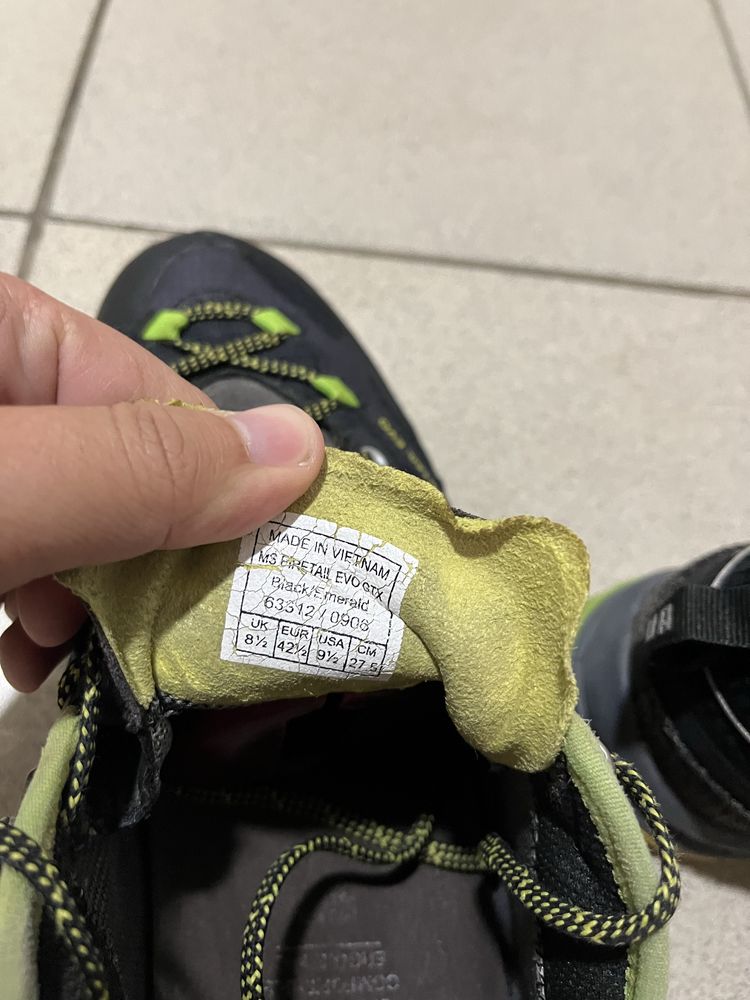 MADE IN VIETNAM
MS FIRETAIL EVO GTX
Black/Emerald
63312 / 0906
UK EUR USA CM
8½ 42½ 9½ 27.5
EVO